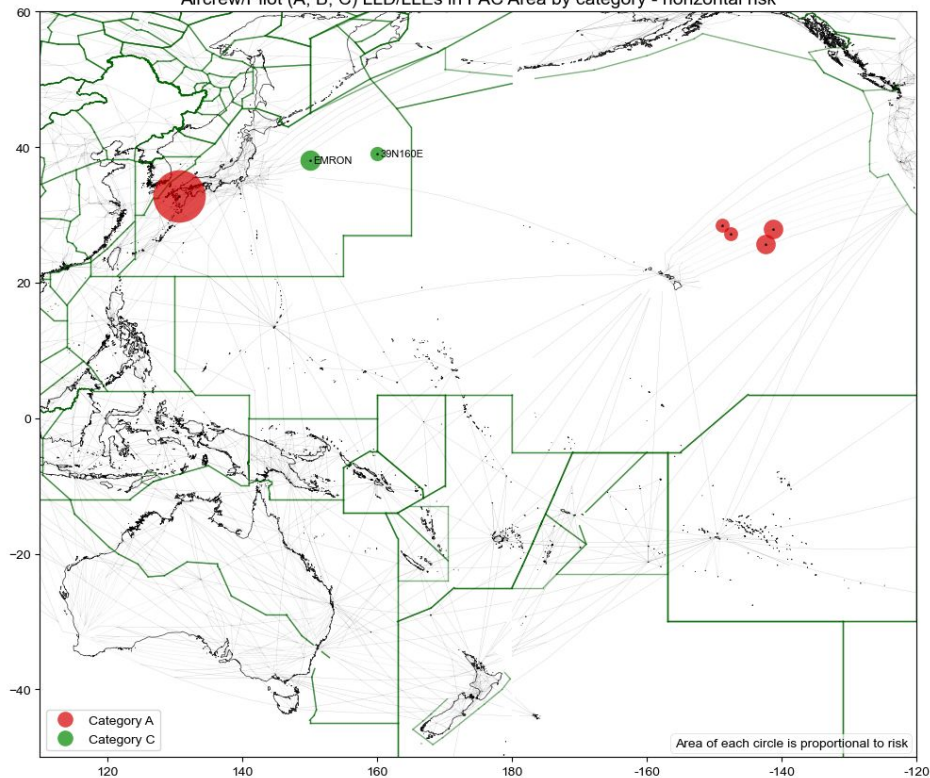 Aircrew/Pilot (A, B, C) LLD/LLEs in PAC Area by category - horizontal risk
60
40
20
0
−20
−40
EMRON
39N160E
Category A
Category C
Area of each circle is proportional to risk
120
140
160
-180
-160
-140
-120